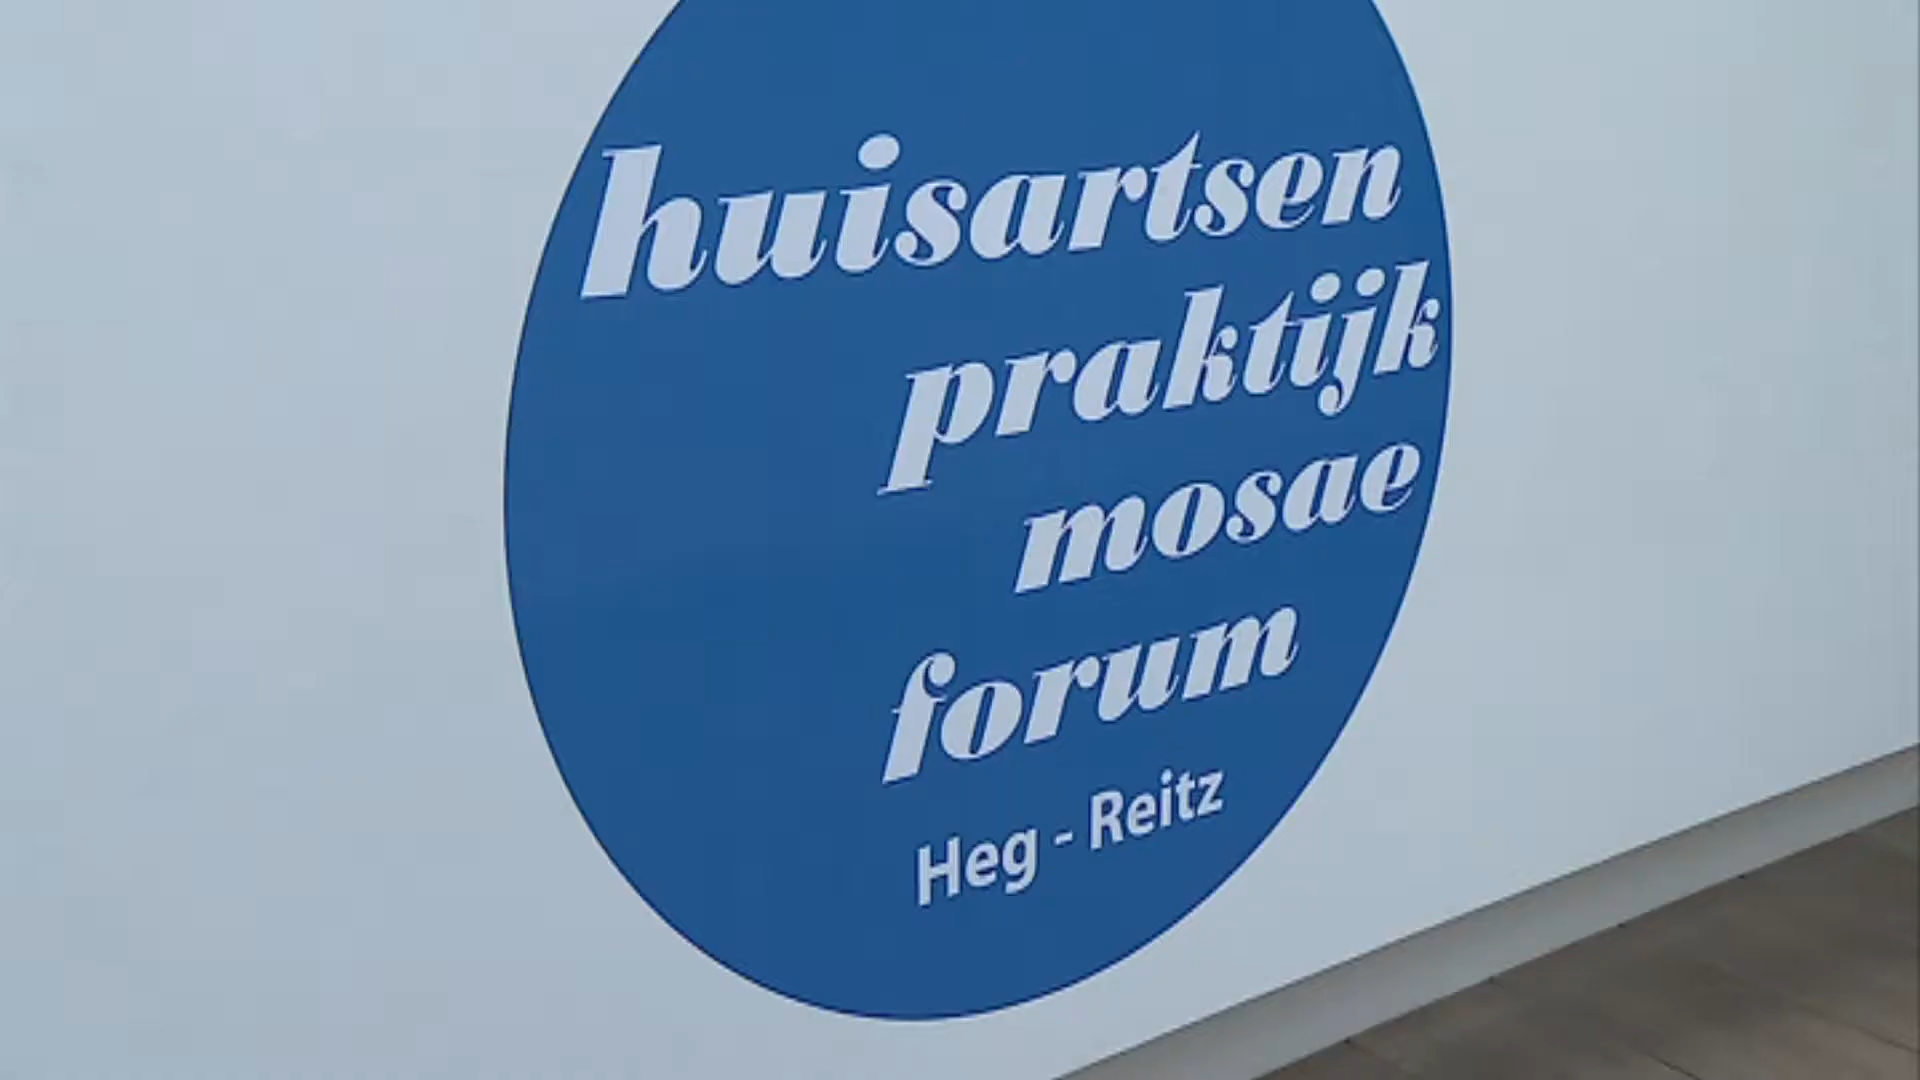 huisartsen
praktijk
mosae
forum
Heg - Reitz